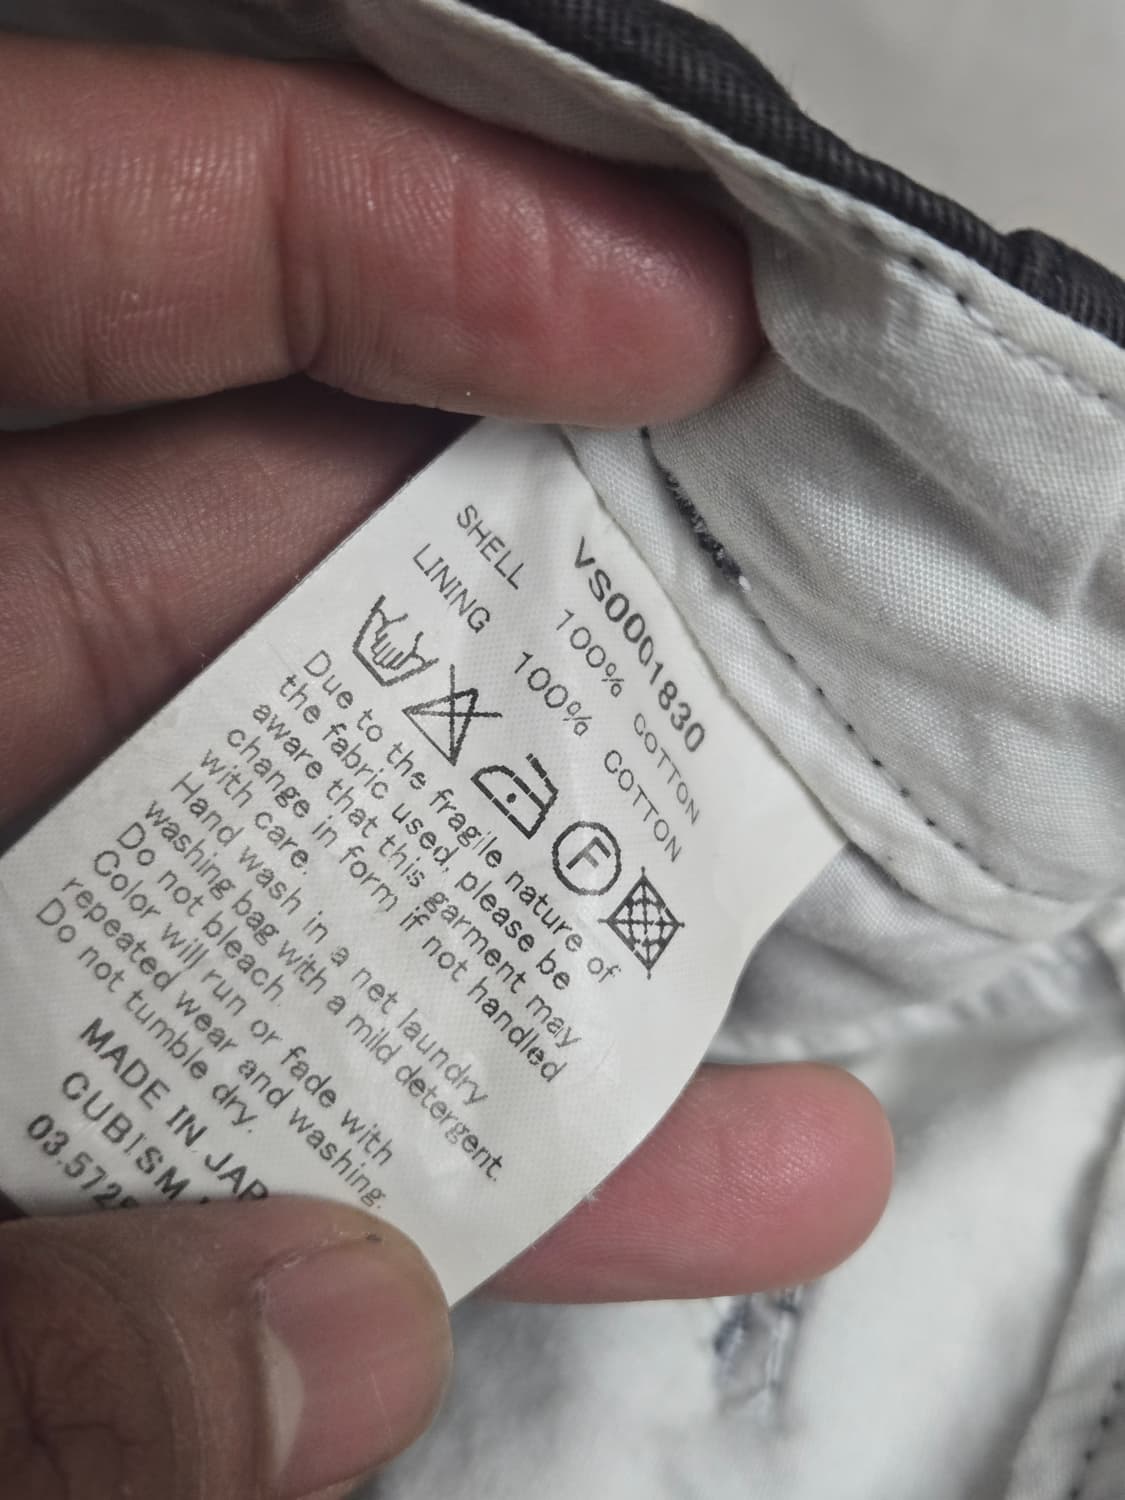 VS0001830
SHELL 100% COTTON
LINING 100% COTTON
F
Due to the fragile nature of
the fabric used, please be
aware that this garment may
change in form if not handled
with care.
Hand wash in a net laundry
washing bag with a mild detergent.
Do not bleach.
Color will run or fade with
repeated wear and washing.
Do not tumble dry.
MADE IN JAP
CUBISM
03.5725